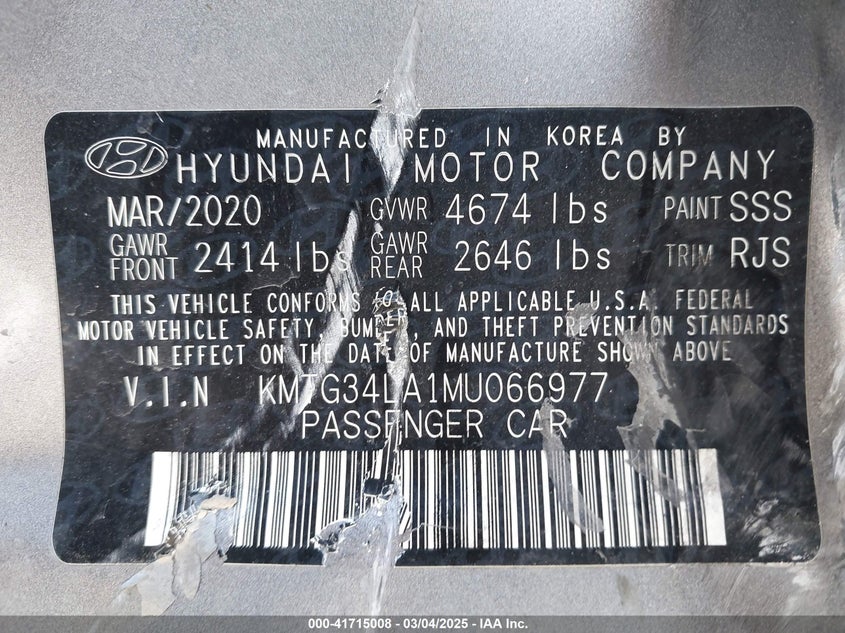 MANUFACTURED IN KOREA BY
HYUNDAI MOTOR COMPANY
MAR/2020 GVWR 4674 lbs PAINT SSS
GAWR FRONT 2414 lbs GAWR REAR 2646 lbs TRIM RJS
THIS VEHICLE CONFORMS TO ALL APPLICABLE U.S.A. FEDERAL
MOTOR VEHICLE SAFETY, BUMPER, AND THEFT PREVENTION STANDARDS
IN EFFECT ON THE DATE OF MANUFACTURE SHOWN ABOVE
V.I.N KMTG34LA1MU066977
PASSENGER CAR
000-41715008 - 03/04/2025 - IAA Inc.